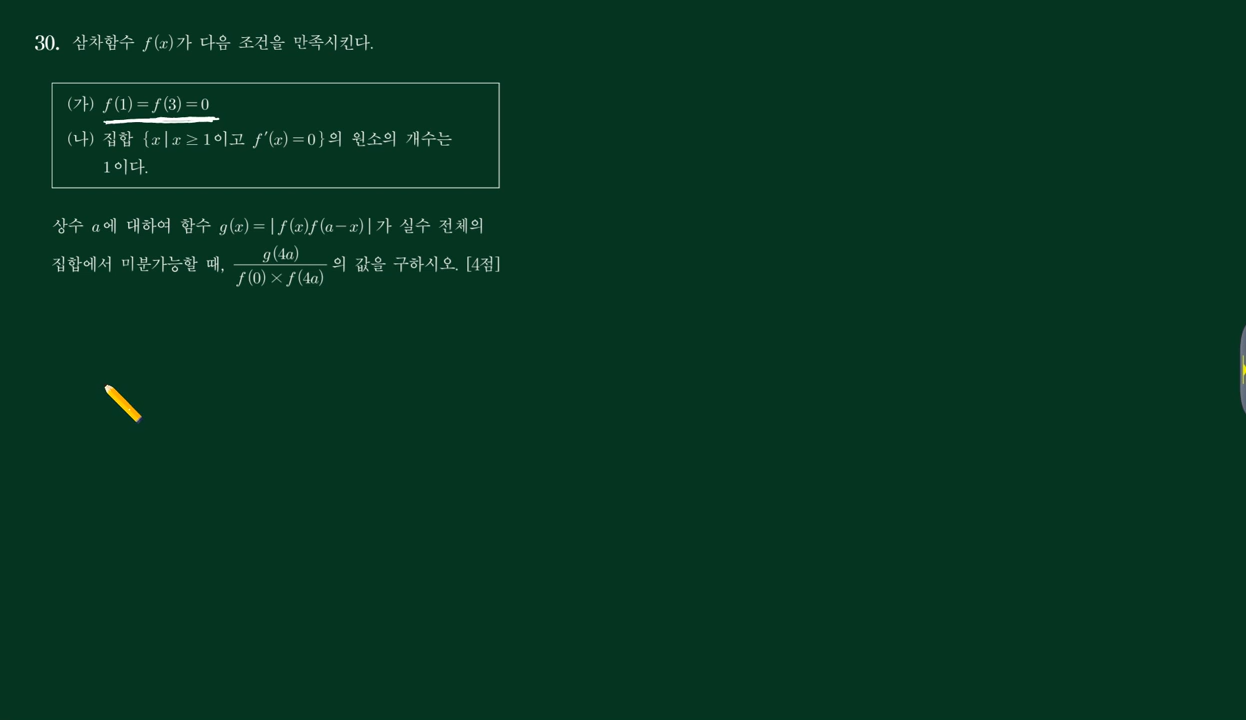 30. 삼차함수 f(x)가 다음 조건을 만족시킨다.
(가) f(1)=f(3)=0
(나) 집합 {x|x≥1이고 f′(x)=0}의 원소의 개수는
1이다.
상수 a에 대하여 함수 g(x)=|f(x)f(a-x)|가 실수 전체의
집합에서 미분가능할 때, g(4a)/(f(0)×f(4a)) 의 값을 구하시오. [4점]